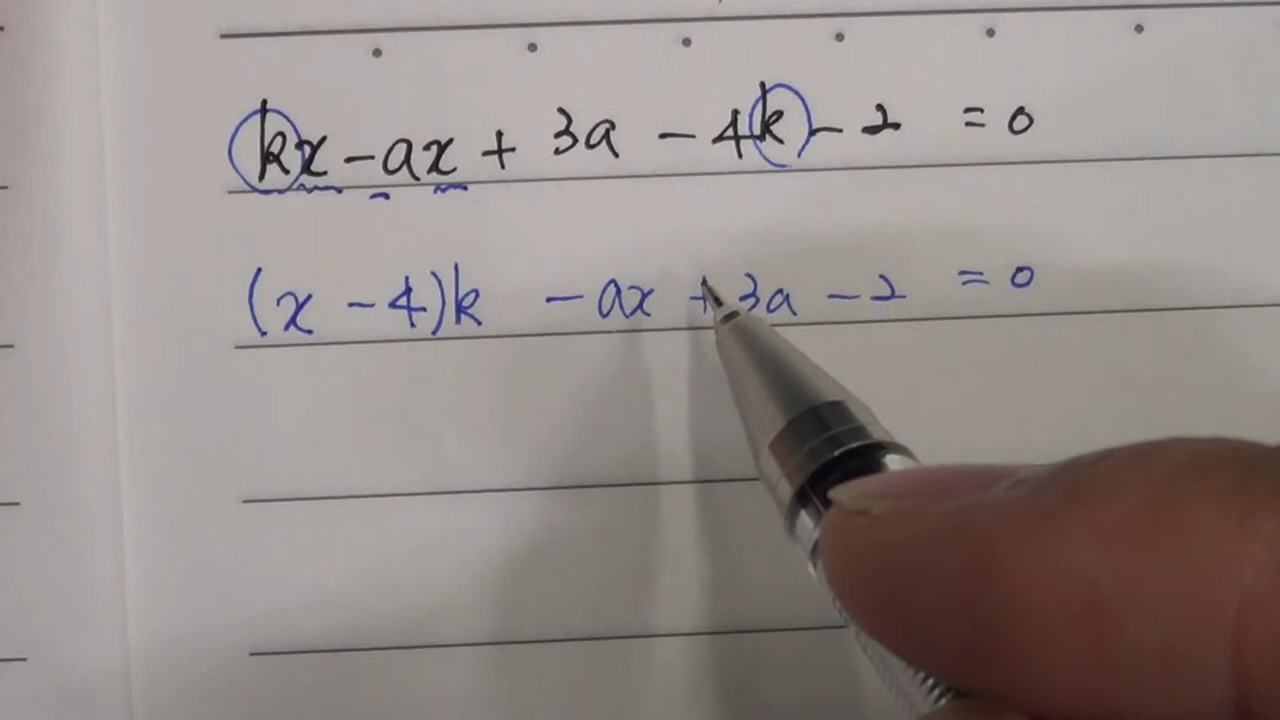 kx - ax + 3a - 4k - 2 = 0
(x - 4)k - ax + 3a - 2 = 0